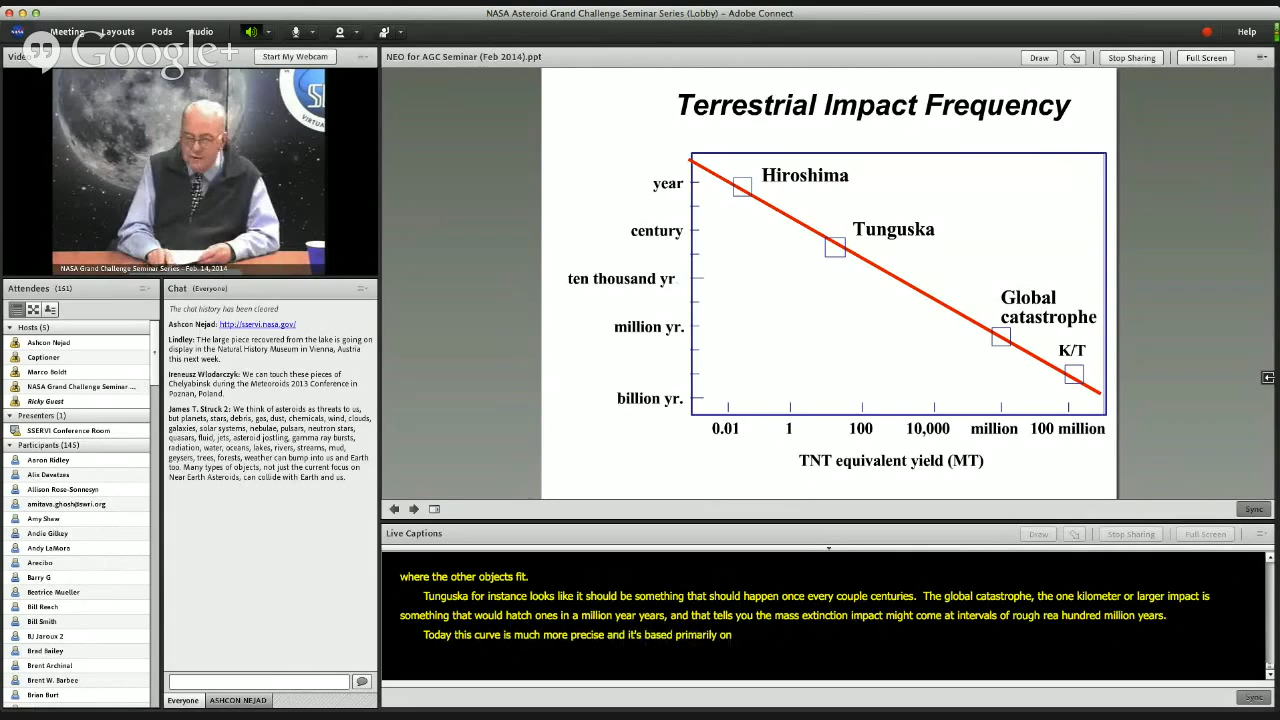 NASA Asteroid Grand Challenge Seminar Series (Lobby) - Adobe Connect
NASA
Meeting
Layouts
Pods
Audio
Help
Google+
Video
Start My Webcam
NASA Grand Challenge Seminar Series - Feb. 14, 2014
Attendees (151)
Hosts (5)
Ashcon Nejad
Captioner
Marco Boldt
NASA Grand Challenge Seminar ...
Ricky Guest
Presenters (1)
SSERVI Conference Room
Participants (145)
Aaron Ridley
Alix Davatzes
Allison Rose-Sonnesyn
amitava.ghosh@swri.org
Amy Shaw
Andie Gilkey
Andy LaMora
Arecibo
Barry G
Beatrice Mueller
Bill Reach
Bill Smith
BJ Jaroux 2
Brad Bailey
Brent Archinal
Brent W. Barbee
Brian Burt
Chat (Everyone)
The chat history has been cleared
Ashcon Nejad: http://sservi.nasa.gov/
Lindley: THe large piece recovered from the lake is going on
display in the Natural History Museum in Vienna, Austria
this next week.
Ireneusz Wlodarczyk: We can touch these pieces of
Chelyabinsk during the Meteoroids 2013 Conference in
Poznan, Poland.
James T. Struck 2: We think of asteroids as threats to us,
but planets, stars, debris, gas, dust, chemicals, wind, clouds,
galaxies, solar systems, nebulae, pulsars, neutron stars,
quasars, fluid, jets, asteroid jostling, gamma ray bursts,
radiation, water, oceans, lakes, rivers, streams, mud,
geysers, trees, forests, weather can bump into us and Earth
too. Many types of objects, not just the current focus on
Near Earth Asteroids, can collide with Earth and us.
Everyone
ASHCON NEJAD
NEO for AGC Seminar (Feb 2014).ppt
Draw
Stop Sharing
Full Screen
Terrestrial Impact Frequency
year
century
ten thousand yr
million yr.
billion yr.
Hiroshima
Tunguska
Global
catastrophe
K/T
0.01
1
100
10,000
million
100 million
TNT equivalent yield (MT)
Sync
Live Captions
Draw
Stop Sharing
Full Screen
where the other objects fit.
Tunguska for instance looks like it should be something that should happen once every couple centuries. The global catastrophe, the one kilometer or larger impact is
something that would hatch ones in a million year years, and that tells you the mass extinction impact might come at intervals of rough rea hundred million years.
Today this curve is much more precise and it's based primarily on
Sync